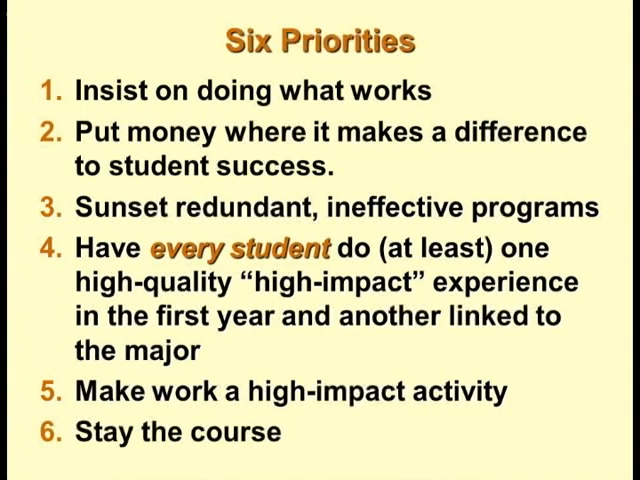 Six Priorities
1. Insist on doing what works
2. Put money where it makes a difference
to student success.
3. Sunset redundant, ineffective programs
4. Have every student do (at least) one
high-quality “high-impact” experience
in the first year and another linked to
the major
5. Make work a high-impact activity
6. Stay the course